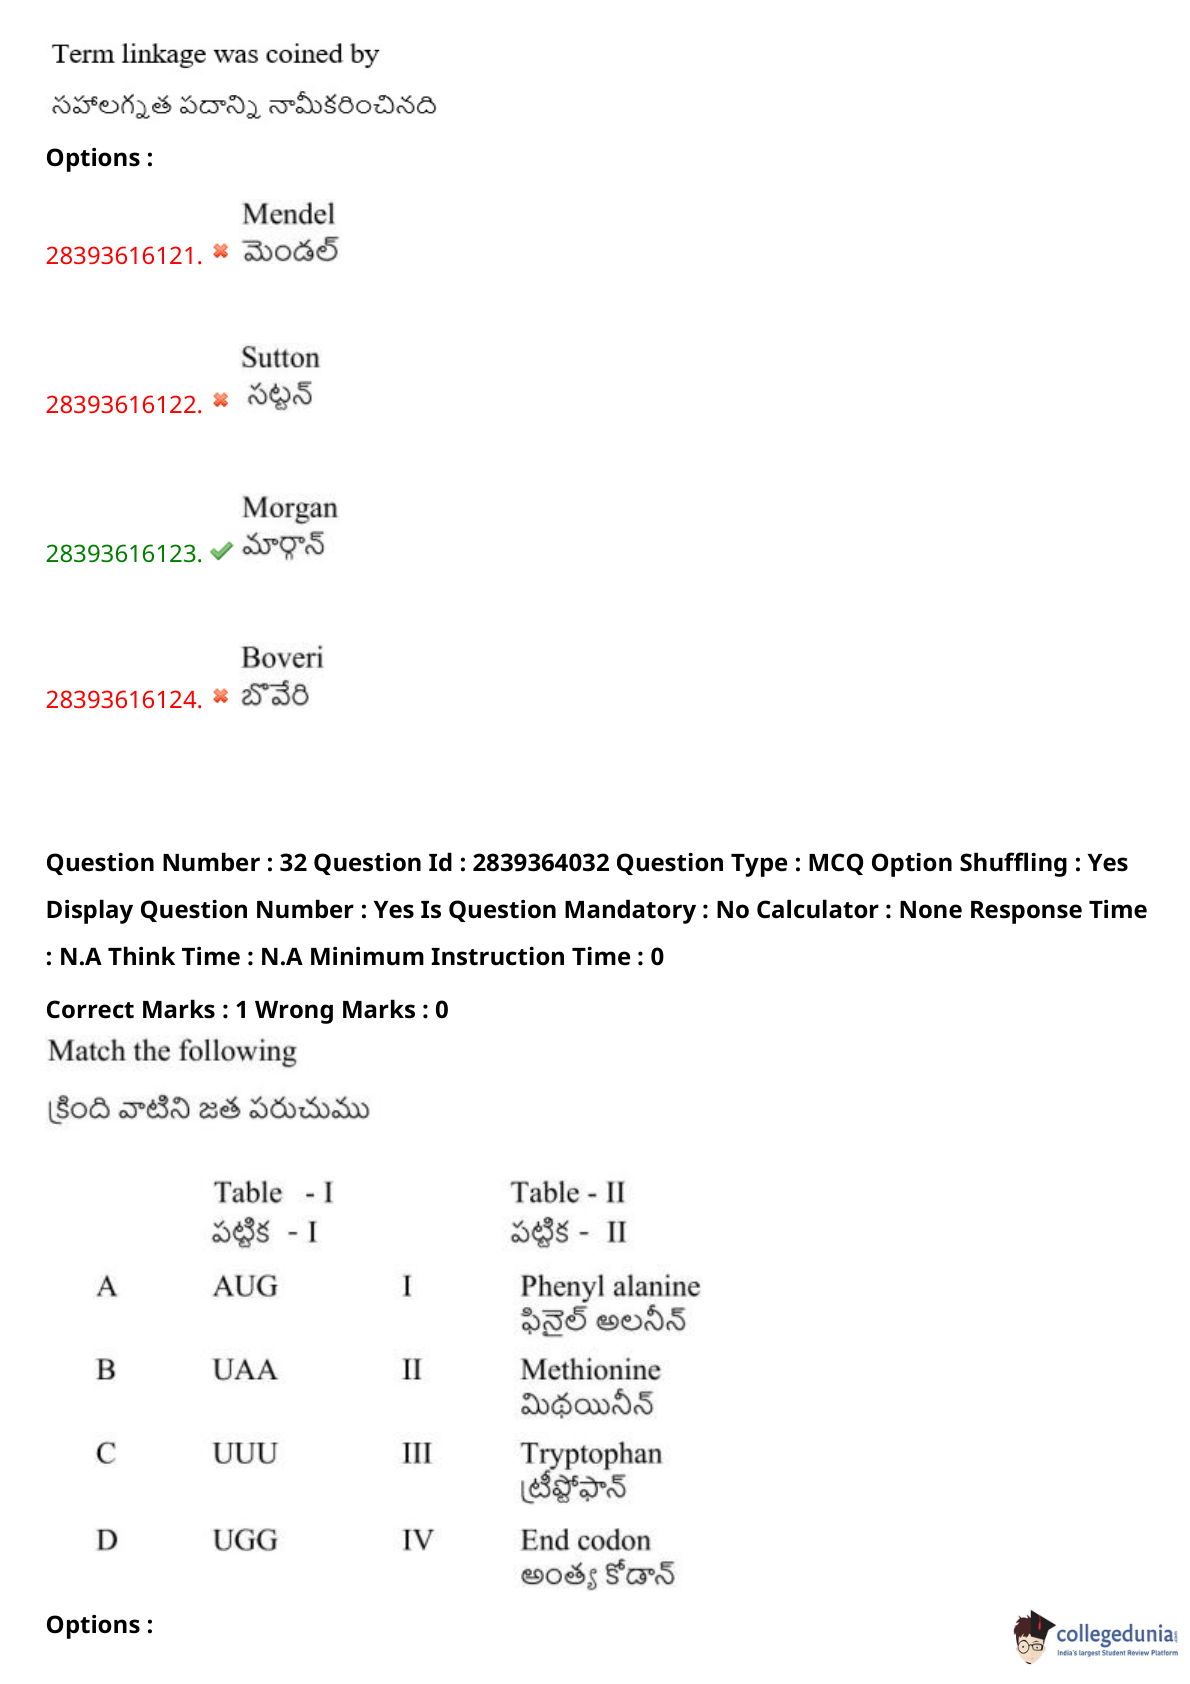 Term linkage was coined by
సహలగ్నత పదాన్ని నామీకరించినది
Options :
Mendel
28393616121. మెండల్
Sutton
28393616122. సట్టన్
Morgan
28393616123. మార్గాన్
Boveri
28393616124. బొవేరి
Question Number : 32 Question Id : 2839364032 Question Type : MCQ Option Shuffling : Yes
Display Question Number : Yes Is Question Mandatory : No Calculator : None Response Time
: N.A Think Time : N.A Minimum Instruction Time : 0
Correct Marks : 1 Wrong Marks : 0
Match the following
క్రింది వాటిని జత పరుచుము
Table - I Table - II
పట్టిక - I పట్టిక - II
A AUG I Phenyl alanine
ఫినైల్ అలనీన్
B UAA II Methionine
మిథయినీన్
C UUU III Tryptophan
ట్రీప్టోఫాన్
D UGG IV End codon
అంత్య కోడాన్
Options :
collegedunia
India's largest Student Review Platform